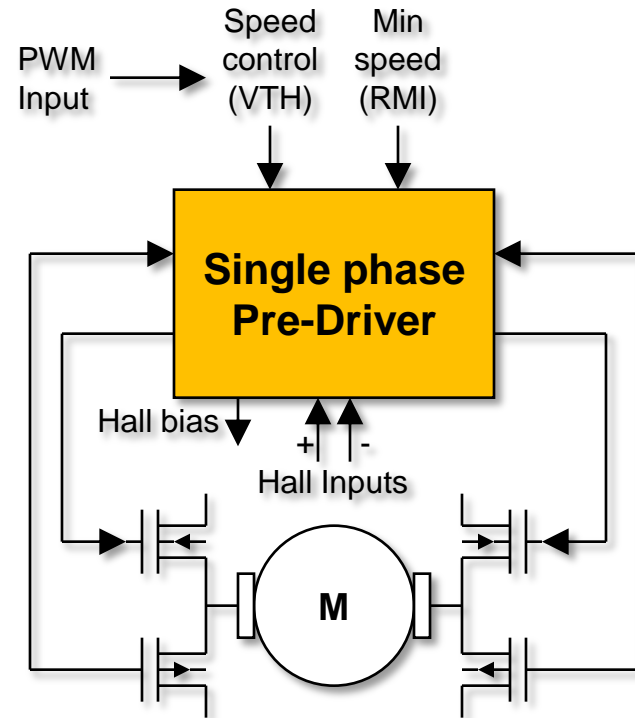 PWM
Input
Speed
control
(VTH)
Min
speed
(RMI)
Single phase
Pre-Driver
Hall bias
+ -
Hall Inputs
M